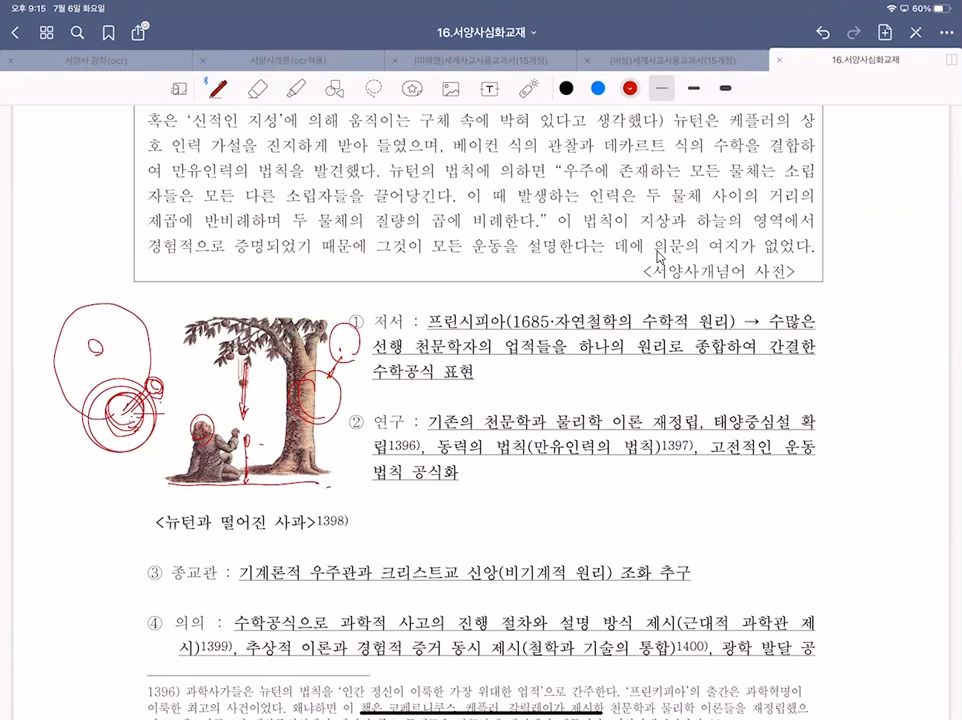 오후 9:15 7월 6일 화요일
60%
16.서양사심화교재
서양사 강좌(ocr)
서양사개론(ocr적용)
(미래엔)세계사교사용교과서(15개정)
(비상)세계사교사용교과서(15개정)
16.서양사심화교재
혹은 ‘신적인 지성’에 의해 움직이는 구체 속에 박혀 있다고 생각했다) 뉴턴은 케플러의 상
호 인력 가설을 진지하게 받아 들였으며, 베이컨 식의 관찰과 데카르트 식의 수학을 결합하
여 만유인력의 법칙을 발견했다. 뉴턴의 법칙에 의하면 “우주에 존재하는 모든 물체는 소립
자들은 모든 다른 소립자들을 끌어당긴다. 이 때 발생하는 인력은 두 물체 사이의 거리의
제곱에 반비례하며 두 물체의 질량의 곱에 비례한다.” 이 법칙이 지상과 하늘의 영역에서
경험적으로 증명되었기 때문에 그것이 모든 운동을 설명한다는 데에 의문의 여지가 없었다.
<서양사개념어 사전>
① 저서 : 프린시피아(1685·자연철학의 수학적 원리) → 수많은
선행 천문학자의 업적들을 하나의 원리로 종합하여 간결한
수학공식 표현
② 연구 : 기존의 천문학과 물리학 이론 재정립, 태양중심설 확
립1396), 동력의 법칙(만유인력의 법칙)1397), 고전적인 운동
법칙 공식화
<뉴턴과 떨어진 사과>1398)
③ 종교관 : 기계론적 우주관과 크리스트교 신앙(비기계적 원리) 조화 추구
④ 의의 : 수학공식으로 과학적 사고의 진행 절차와 설명 방식 제시(근대적 과학관 제
시)1399), 추상적 이론과 경험적 증거 동시 제시(철학과 기술의 통합)1400), 광학 발달 공
1396) 과학사가들은 뉴턴의 법칙을 ‘인간 정신이 이룩한 가장 위대한 업적’으로 간주한다. ‘프린키피아’의 출간은 과학혁명이
이룩한 최고의 사건이었다. 왜냐하면 이 책은 코페르니쿠스, 케플러, 갈릴레이가 제시한 천문학과 물리학 이론들을 재정립했으